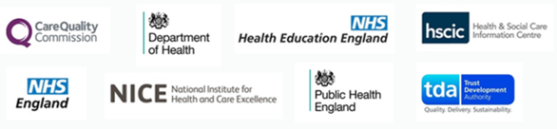 CareQuality
Commission
Department
of Health
NHS
Health Education England
hscic
Health & Social Care
Information Centre
NHS
England
NICE
National Institute for
Health and Care Excellence
Public Health
England
tda
Trust
Development
Authority
Quality. Delivery. Sustainability.